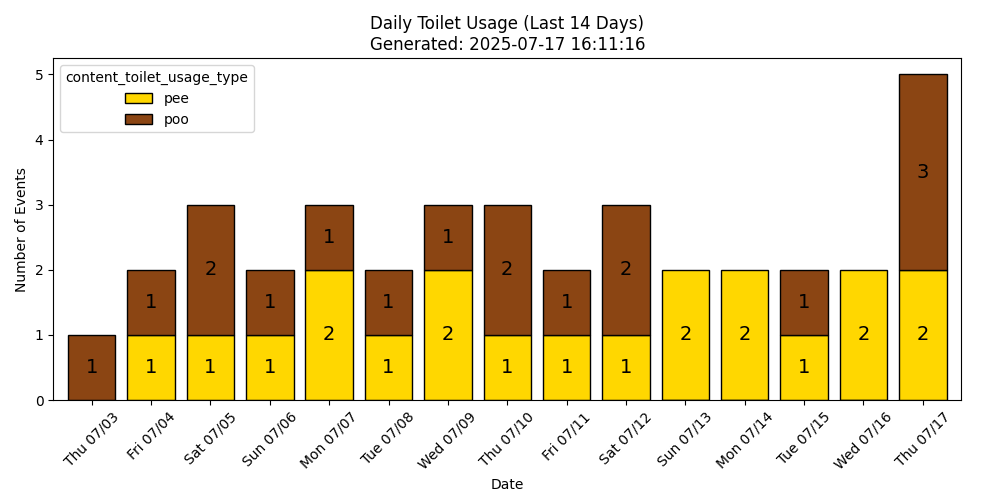 Daily Toilet Usage (Last 14 Days)
Generated: 2025-07-17 16:11:16
content_toilet_usage_type
pee
poo
Number of Events
5
4
3
2
1
0
1
1
1
2
1
1
1
1
2
1
1
1
2
2
1
1
1
2
1
2
2
1
1
2
3
2
Thu 07/03
Fri 07/04
Sat 07/05
Sun 07/06
Mon 07/07
Tue 07/08
Wed 07/09
Thu 07/10
Fri 07/11
Sat 07/12
Sun 07/13
Mon 07/14
Tue 07/15
Wed 07/16
Thu 07/17
Date